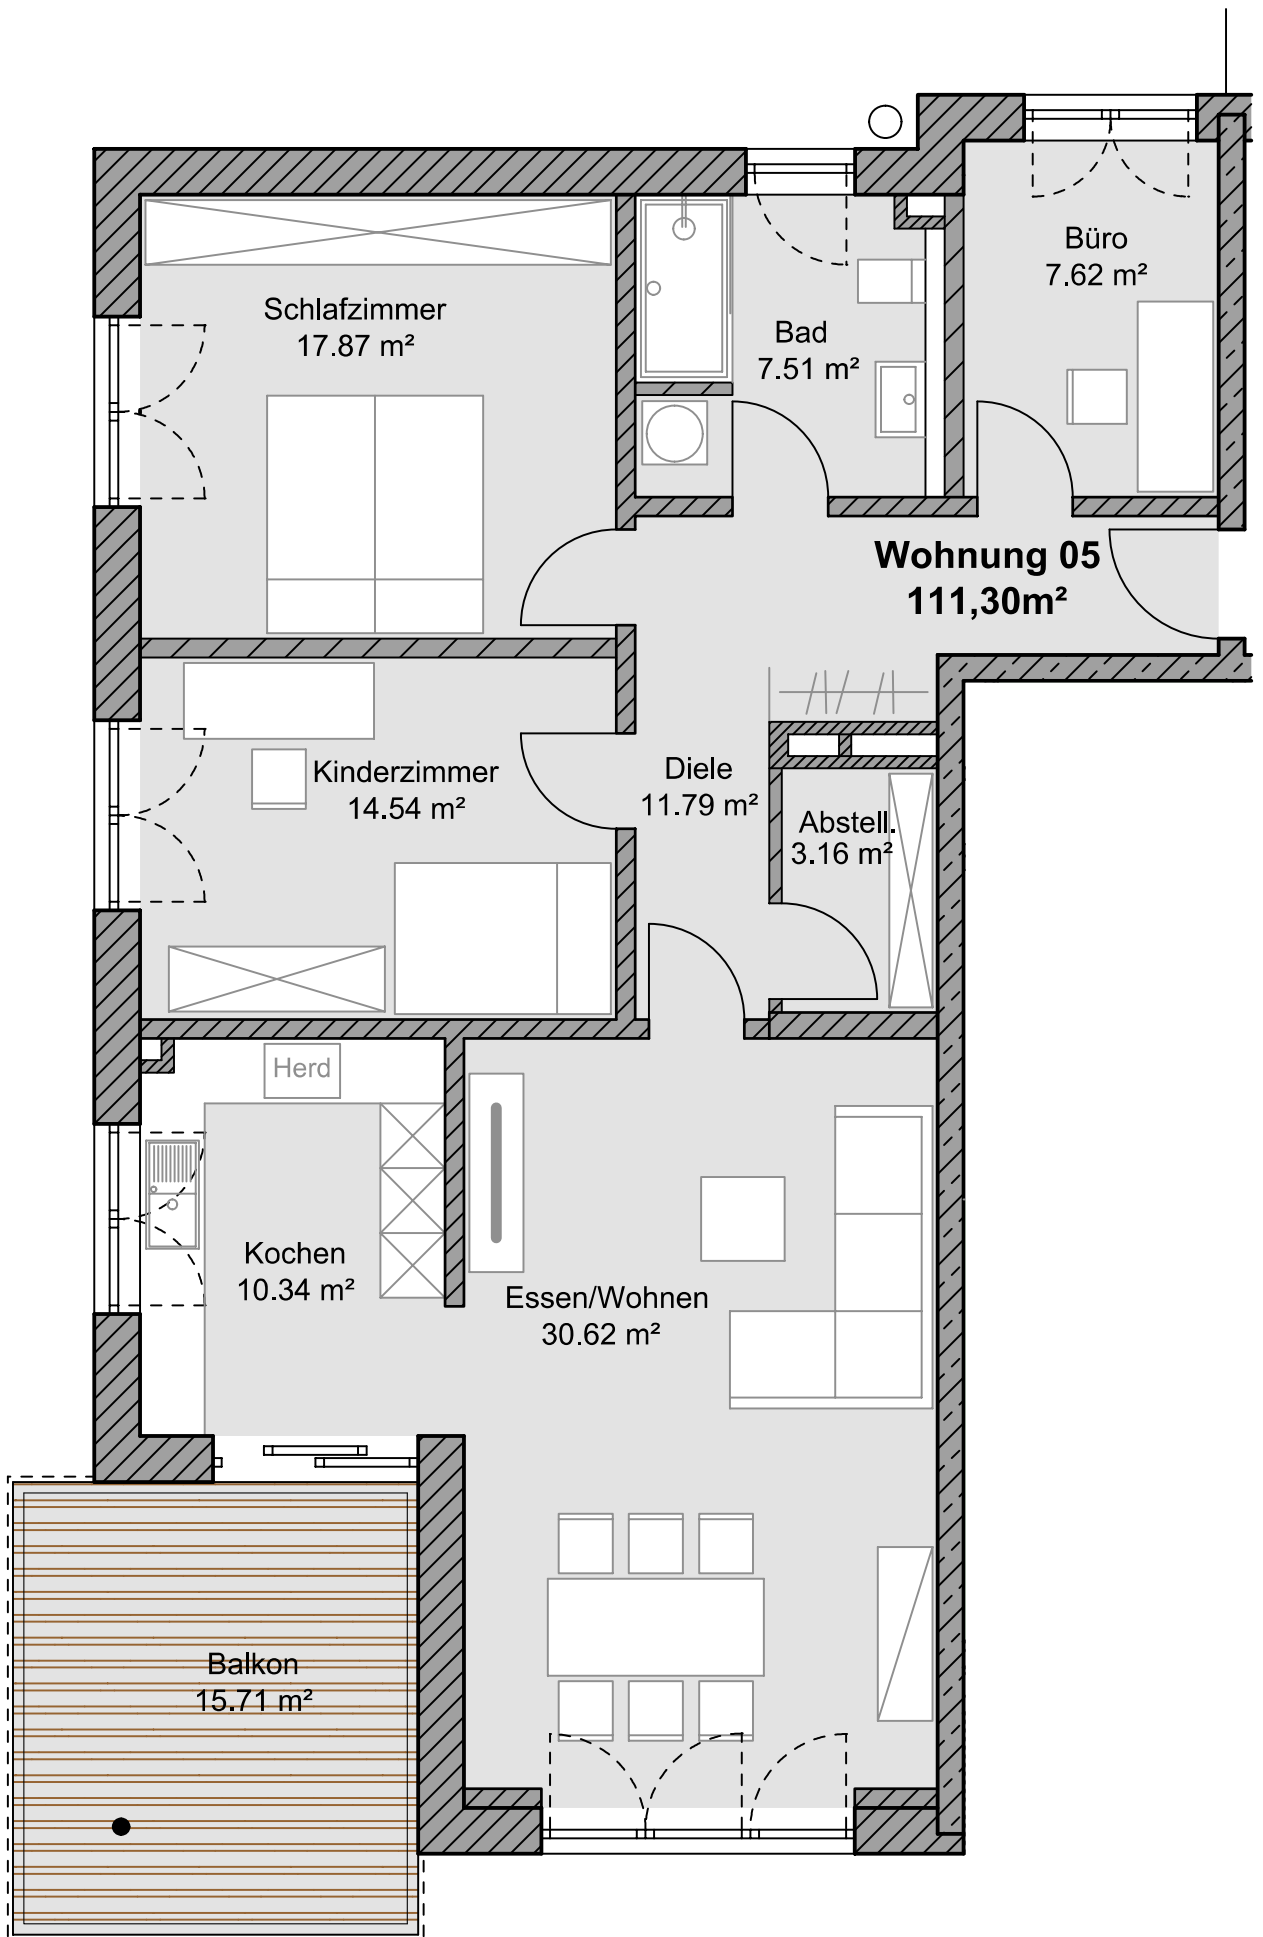 Büro
7.62 m²
Schlafzimmer
17.87 m²
Bad
7.51 m²
Wohnung 05
111,30m²
Kinderzimmer
14.54 m²
Diele
11.79 m²
Abstell.
3.16 m²
Herd
Kochen
10.34 m²
Essen/Wohnen
30.62 m²
Balkon
15.71 m²